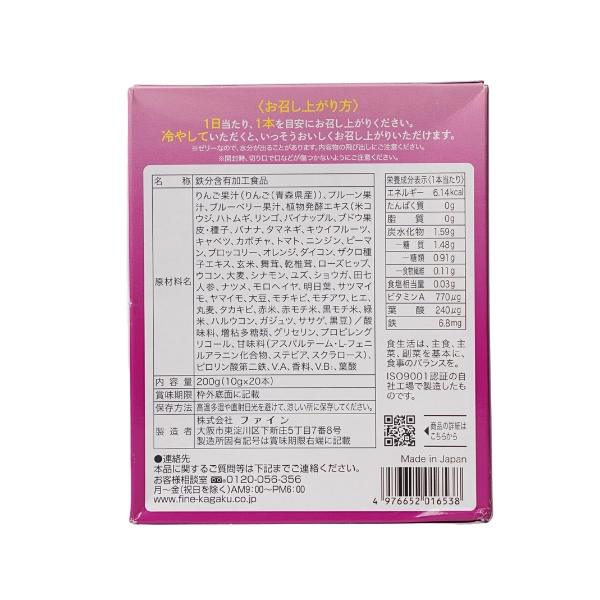 〈お召し上がり方〉
1日当たり、1本を目安にお召し上がりください。
冷やしていただくと、いっそうおいしくお召し上がりいただけます。
※ゼリーなので、水分が出ることがあります。内容物の飛び出しにご注意ください。
※開封時、切り口で口などが傷つかないようにご注意ください。
名 称 鉄分含有加工食品
原材料名
りんご果汁(りんご(青森県産))、プルーン果
汁、ブルーベリー果汁、植物発酵エキス(米コ
ウジ、ハトムギ、リンゴ、パイナップル、ブドウ果
皮・種子、バナナ、タマネギ、キウイフルーツ、
キャベツ、カボチャ、トマト、ニンジン、ピーマ
ン、ブロッコリー、オレンジ、ダイコン、ザクロ種
子エキス、玄米、舞茸、乾椎茸、ローズヒップ、
ウコン、大麦、シナモン、ユズ、ショウガ、田七
人参、ナツメ、モロヘイヤ、明日葉、サツマイ
モ、ヤマイモ、大豆、モチキビ、モチアワ、ヒエ、
丸麦、タカキビ、赤米、赤モチ米、黒モチ米、緑
米、ハルウコン、ガジュツ、ササゲ、黒豆)/酸
味料、増粘多糖類、グリセリン、プロピレング
リコール、甘味料(アスパルテーム・L-フェニ
ルアラニン化合物、ステビア、スクラロース)、
ピロリン酸第二鉄、V.A、香料、V.B₁、葉酸
内 容 量 200g(10g×20本)
賞味期限 枠外底面に記載
保存方法 高温多湿や直射日光を避けて、涼しい所に保存してください。
製 造 者
株式会社 ファイン
大阪市東淀川区下新庄5丁目7番8号
製造所固有記号は賞味期限右端に記載
栄養成分表示〈1本当たり〉
エネルギー 6.14kcal
たんぱく質 0g
脂 質 0g
炭水化物 1.59g
－糖 質 1.48g
－糖類 0.91g
－食物繊維 0.11g
食塩相当量 0.03g
ビタミンA 770μg
葉 酸 240μg
鉄 6.8mg
食生活は、主食、主
菜、副菜を基本に、
食事のバランスを。
ISO9001認証の自
社工場で製造したも
のです。
商品の詳細は
こちらから
●連絡先
本品に関するご質問等は下記までご連絡ください。
お客様相談室 0120-056-356
月〜金(祝日を除く)AM9:00〜PM6:00
www.fine-kagaku.co.jp
Made in Japan
4 976652 016538